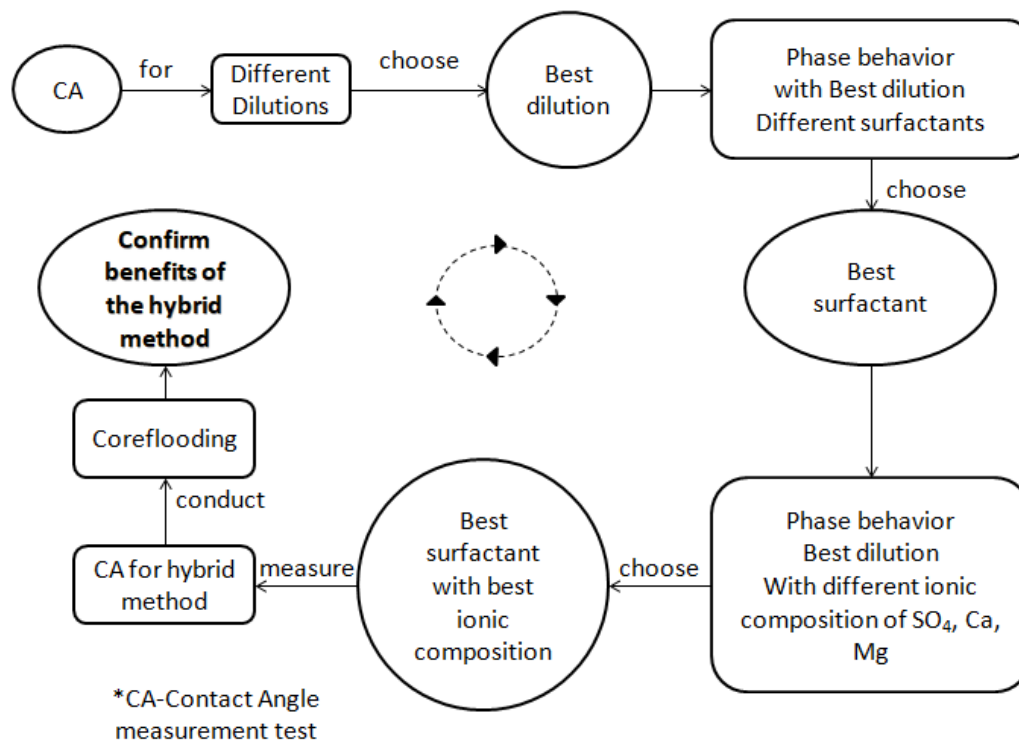 CA
for
Different
Dilutions
choose
Best
dilution
Phase behavior
with Best dilution
Different surfactants
choose
Best
surfactant
Phase behavior
Best dilution
With different ionic
composition of SO₄, Ca,
Mg
choose
Best
surfactant
with best
ionic
composition
measure
CA for hybrid
method
conduct
Coreflooding
Confirm
benefits of
the hybrid
method
*CA-Contact Angle
measurement test